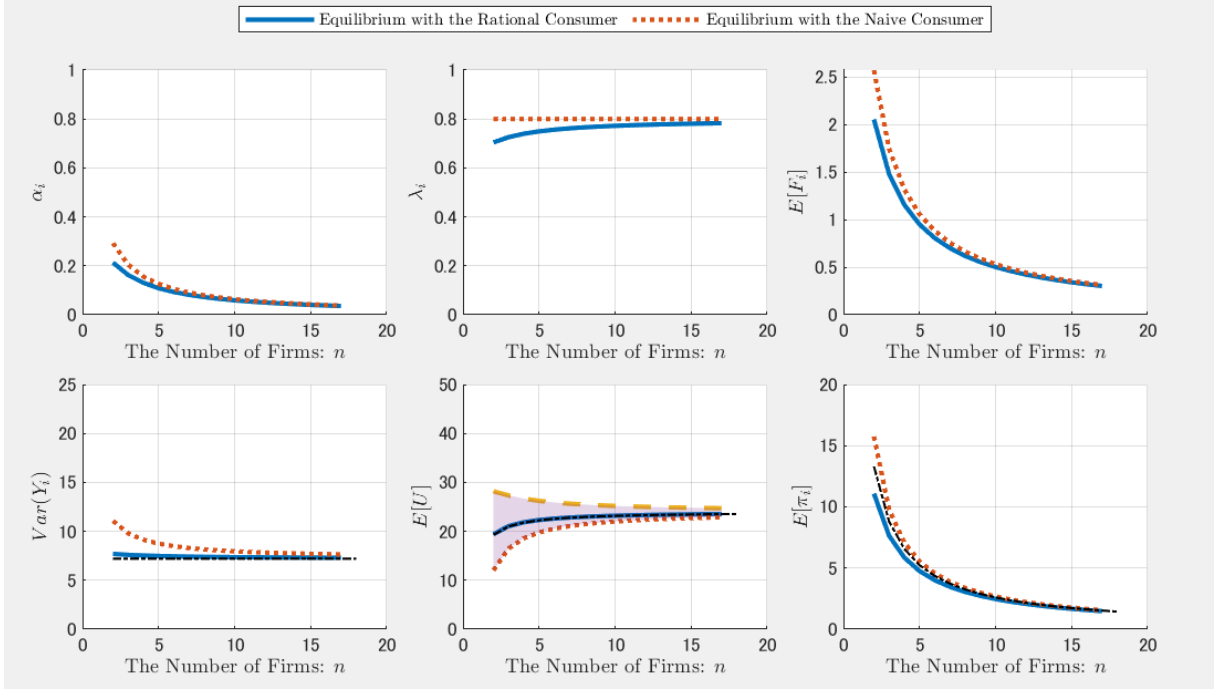 Equilibrium with the Rational Consumer Equilibrium with the Naive Consumer
1
0.8
0.6
0.4
0.2
0
α_i
0 5 10 15 20
The Number of Firms: n
1
0.8
0.6
0.4
0.2
0
λ_i
0 5 10 15 20
The Number of Firms: n
2.5
2
1.5
1
0.5
0
E[F_i]
0 5 10 15 20
The Number of Firms: n
25
20
15
10
5
0
Var(Y_i)
0 5 10 15 20
The Number of Firms: n
50
40
30
20
10
0
E[U]
0 5 10 15 20
The Number of Firms: n
20
15
10
5
0
E[π_i]
0 5 10 15 20
The Number of Firms: n